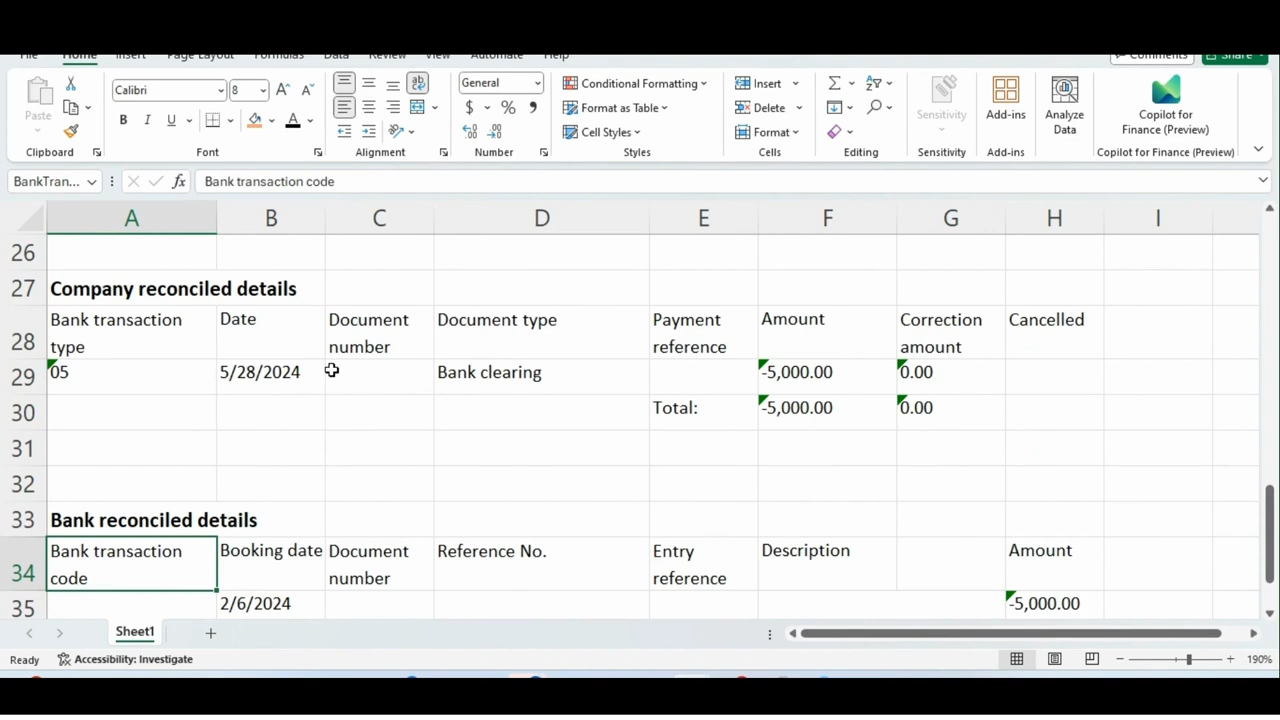 File Home Insert Page Layout Formulas Data Review View Automate Help Comments Share
Paste Calibri 8 A A General Conditional Formatting Insert Sensitivity Add-ins Analyze Data Copilot for Finance (Preview)
B I U A $ % Format as Table Delete
Cell Styles Format
Clipboard Font Alignment Number Styles Cells Editing Sensitivity Add-ins Copilot for Finance (Preview)
BankTran... fx Bank transaction code
A B C D E F G H I
26
27 Company reconciled details
28 Bank transaction type Date Document number Document type Payment reference Amount Correction amount Cancelled
29 05 5/28/2024 Bank clearing -5,000.00 0.00
30 Total: -5,000.00 0.00
31
32
33 Bank reconciled details
34 Bank transaction code Booking date Document number Reference No. Entry reference Description Amount
35 2/6/2024 -5,000.00
Sheet1
Ready Accessibility: Investigate 190%